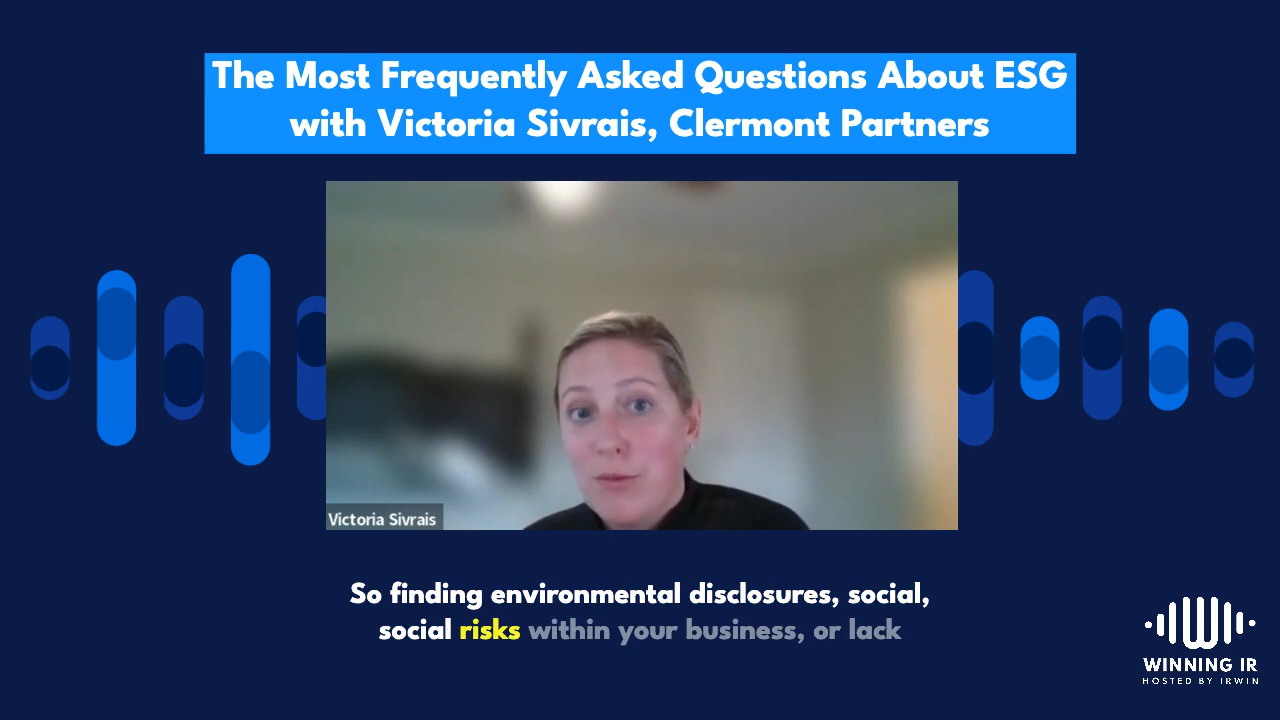 The Most Frequently Asked Questions About ESG
with Victoria Sivrais, Clermont Partners
Victoria Sivrais
So finding environmental disclosures, social,
social risks within your business, or lack
WINNING IR
HOSTED BY IRWIN